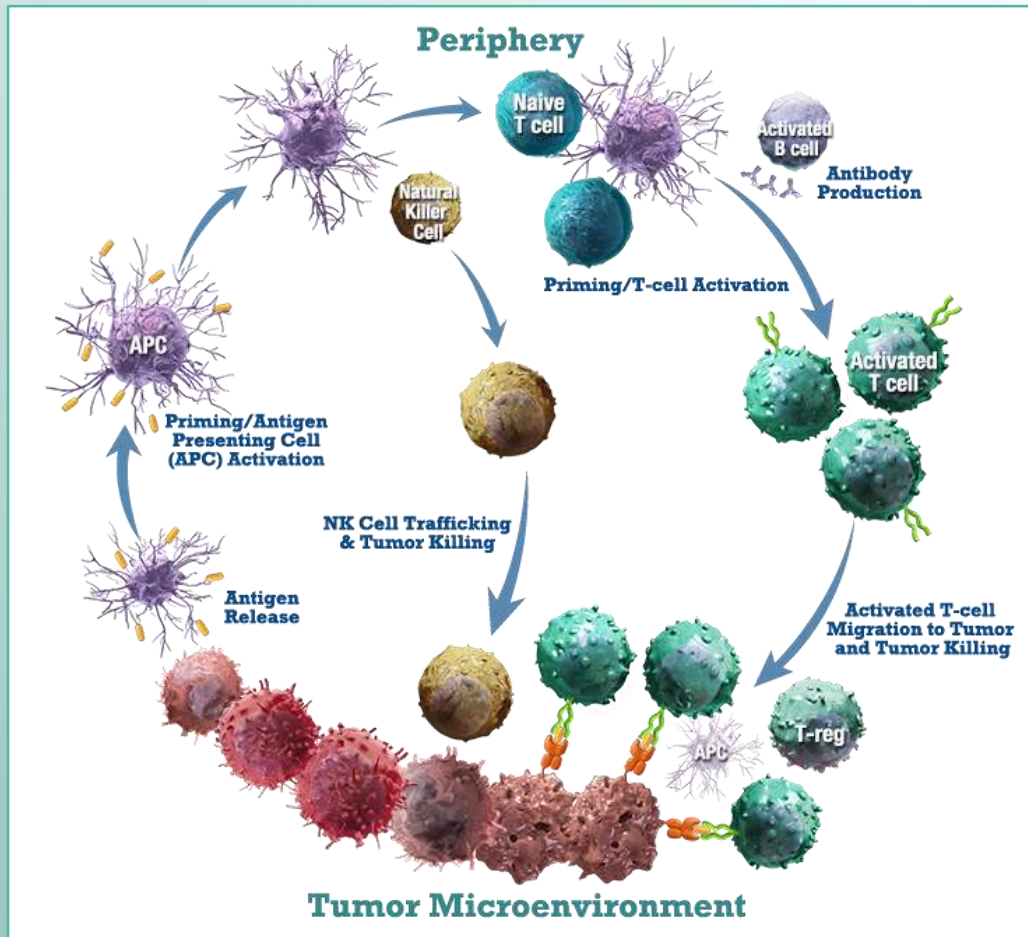 Periphery
Naive
T cell
Activated
B cell
Antibody
Production
Natural
Killer
Cell
Priming/T-cell Activation
APC
Activated
T cell
Priming/Antigen
Presenting Cell
(APC) Activation
NK Cell Trafficking
& Tumor Killing
Antigen
Release
Activated T-cell
Migration to Tumor
and Tumor Killing
T-reg
APC
Tumor Microenvironment